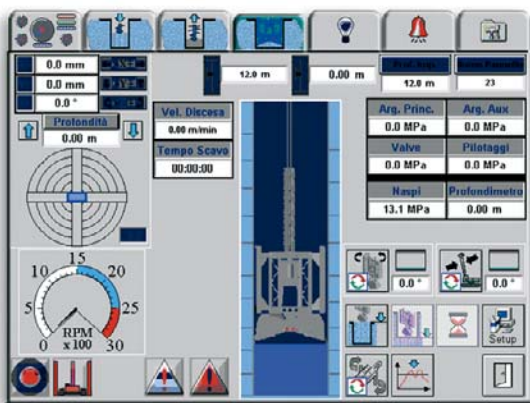 0.0 mm
0.0 mm
0.0 °
Profondità
0.00 m
12.0 m
0.00 m
12.0 m
23
Vel. Discesa
0.00 m/min
Tempo Scavo
00:00:00
Arg. Princ.
Arg. Aux
0.0 MPa
0.0 MPa
Valve
Pilotaggi
0.0 MPa
0.0 MPa
Naspi
Profondimetro
13.1 MPa
0.00 m
0.0 °
0.0 °
Setup
0
5
10
15
20
25
30
RPM
x 100